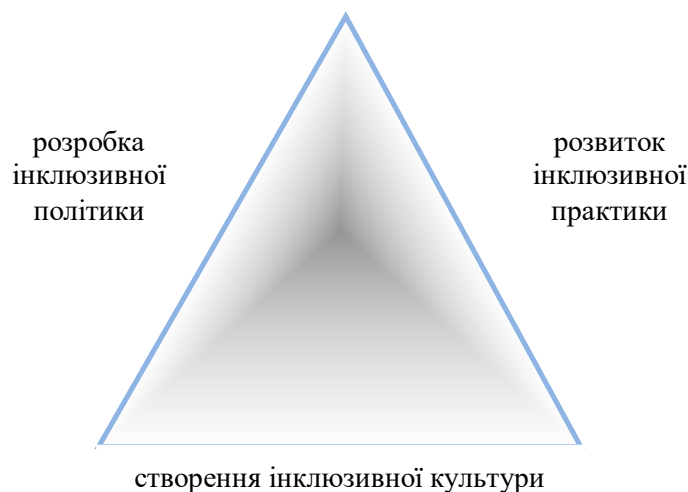 розробка
інклюзивної
політики
розвиток
інклюзивної
практики
створення інклюзивної культури